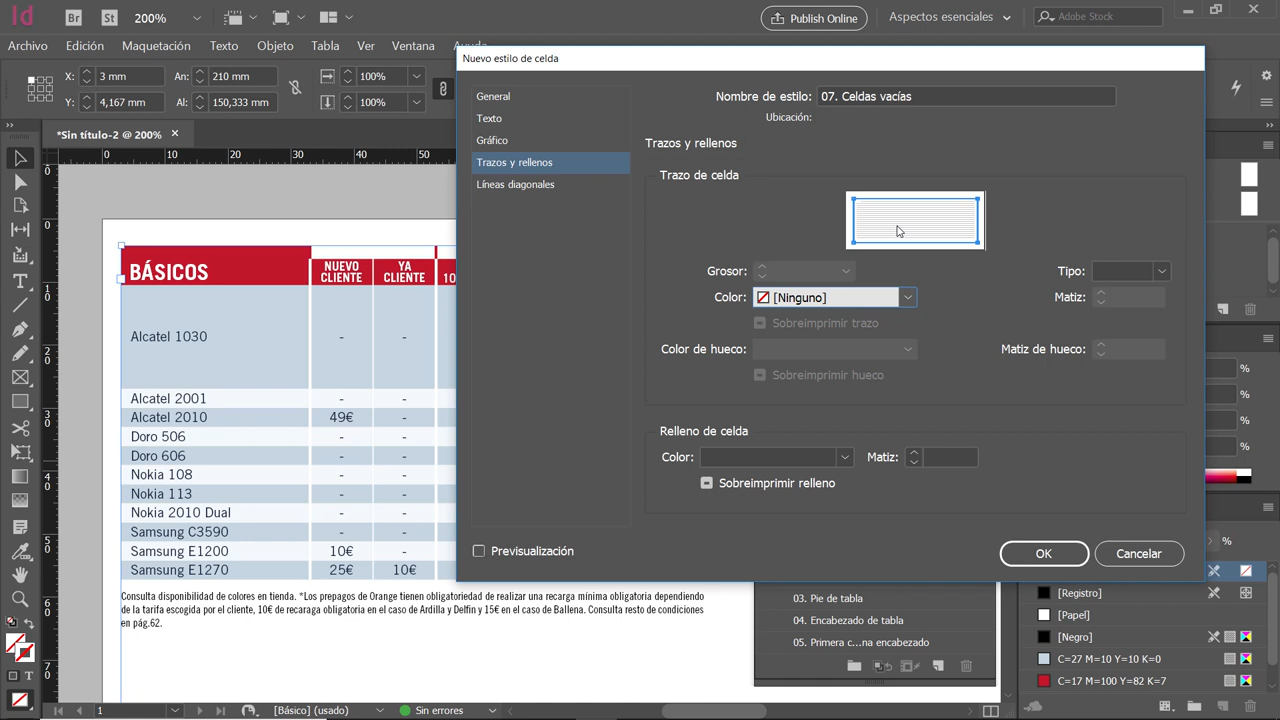 Id
Br
St
200%
Publish Online
Aspectos esenciales
Adobe Stock
Archivo
Edición
Maquetación
Texto
Objeto
Tabla
Ver
Ventana
Ayuda
X:
3 mm
An:
210 mm
100%
Y:
4,167 mm
Al:
150,333 mm
100%
*Sin título-2 @ 200%
0
10
20
30
40
50
Nuevo estilo de celda
General
Texto
Gráfico
Trazos y rellenos
Líneas diagonales
Nombre de estilo:
07. Celdas vacías
Ubicación:
Trazos y rellenos
Trazo de celda
Grosor:
Tipo:
Color:
[Ninguno]
Matiz:
Sobreimprimir trazo
Color de hueco:
Matiz de hueco:
Sobreimprimir hueco
Relleno de celda
Color:
Matiz:
Sobreimprimir relleno
Previsualización
OK
Cancelar
BÁSICOS
NUEVO
CLIENTE
YA
CLIENTE
10
Alcatel 1030 - -
Alcatel 2001 - -
Alcatel 2010 49€ -
Doro 506 - -
Doro 606 - -
Nokia 108 - -
Nokia 113 - -
Nokia 2010 Dual - -
Samsung C3590 - -
Samsung E1200 10€ -
Samsung E1270 25€ 10€
Consulta disponibilidad de colores en tienda. *Los prepagos de Orange tienen obligatoriedad de realizar una recarga mínima obligatoria dependiendo
de la tarifa escogida por el cliente, 10€ de recaraga obligatoria en el caso de Ardilla y Delfin y 15€ en el caso de Ballena. Consulta resto de condiciones
en pág.62.
03. Pie de tabla
04. Encabezado de tabla
05. Primera c...na encabezado
%
%
%
%
%
[Registro]
[Papel]
[Negro]
C=27 M=10 Y=10 K=0
C=17 M=100 Y=82 K=7
1
[Básico] (usado)
Sin errores